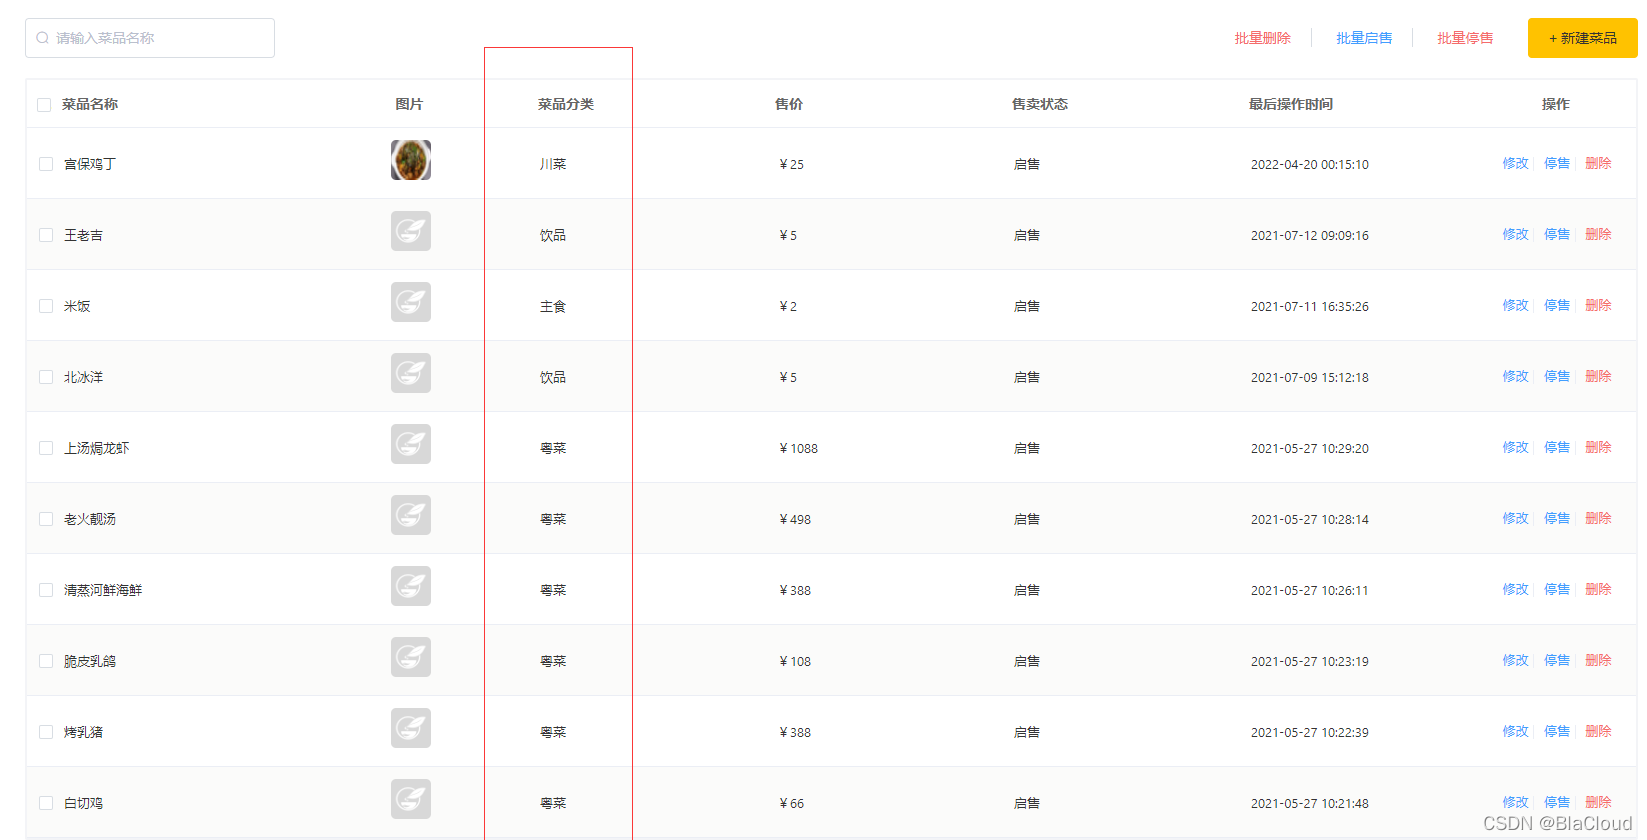 请输入菜品名称 批量删除 批量启售 批量停售 + 新建菜品
菜品名称 图片 菜品分类 售价 售卖状态 最后操作时间 操作
宫保鸡丁 川菜 ¥ 25 启售 2022-04-20 00:15:10 修改 停售 删除
王老吉 饮品 ¥ 5 启售 2021-07-12 09:09:16 修改 停售 删除
米饭 主食 ¥ 2 启售 2021-07-11 16:35:26 修改 停售 删除
北冰洋 饮品 ¥ 5 启售 2021-07-09 15:12:18 修改 停售 删除
上汤焗龙虾 粤菜 ¥ 1088 启售 2021-05-27 10:29:20 修改 停售 删除
老火靓汤 粤菜 ¥ 498 启售 2021-05-27 10:28:14 修改 停售 删除
清蒸河鲜海鲜 粤菜 ¥ 388 启售 2021-05-27 10:26:11 修改 停售 删除
脆皮乳鸽 粤菜 ¥ 108 启售 2021-05-27 10:23:19 修改 停售 删除
烤乳猪 粤菜 ¥ 388 启售 2021-05-27 10:22:39 修改 停售 删除
白切鸡 粤菜 ¥ 66 启售 2021-05-27 10:21:48 修改 停售 删除
CSDN @BlaCloud